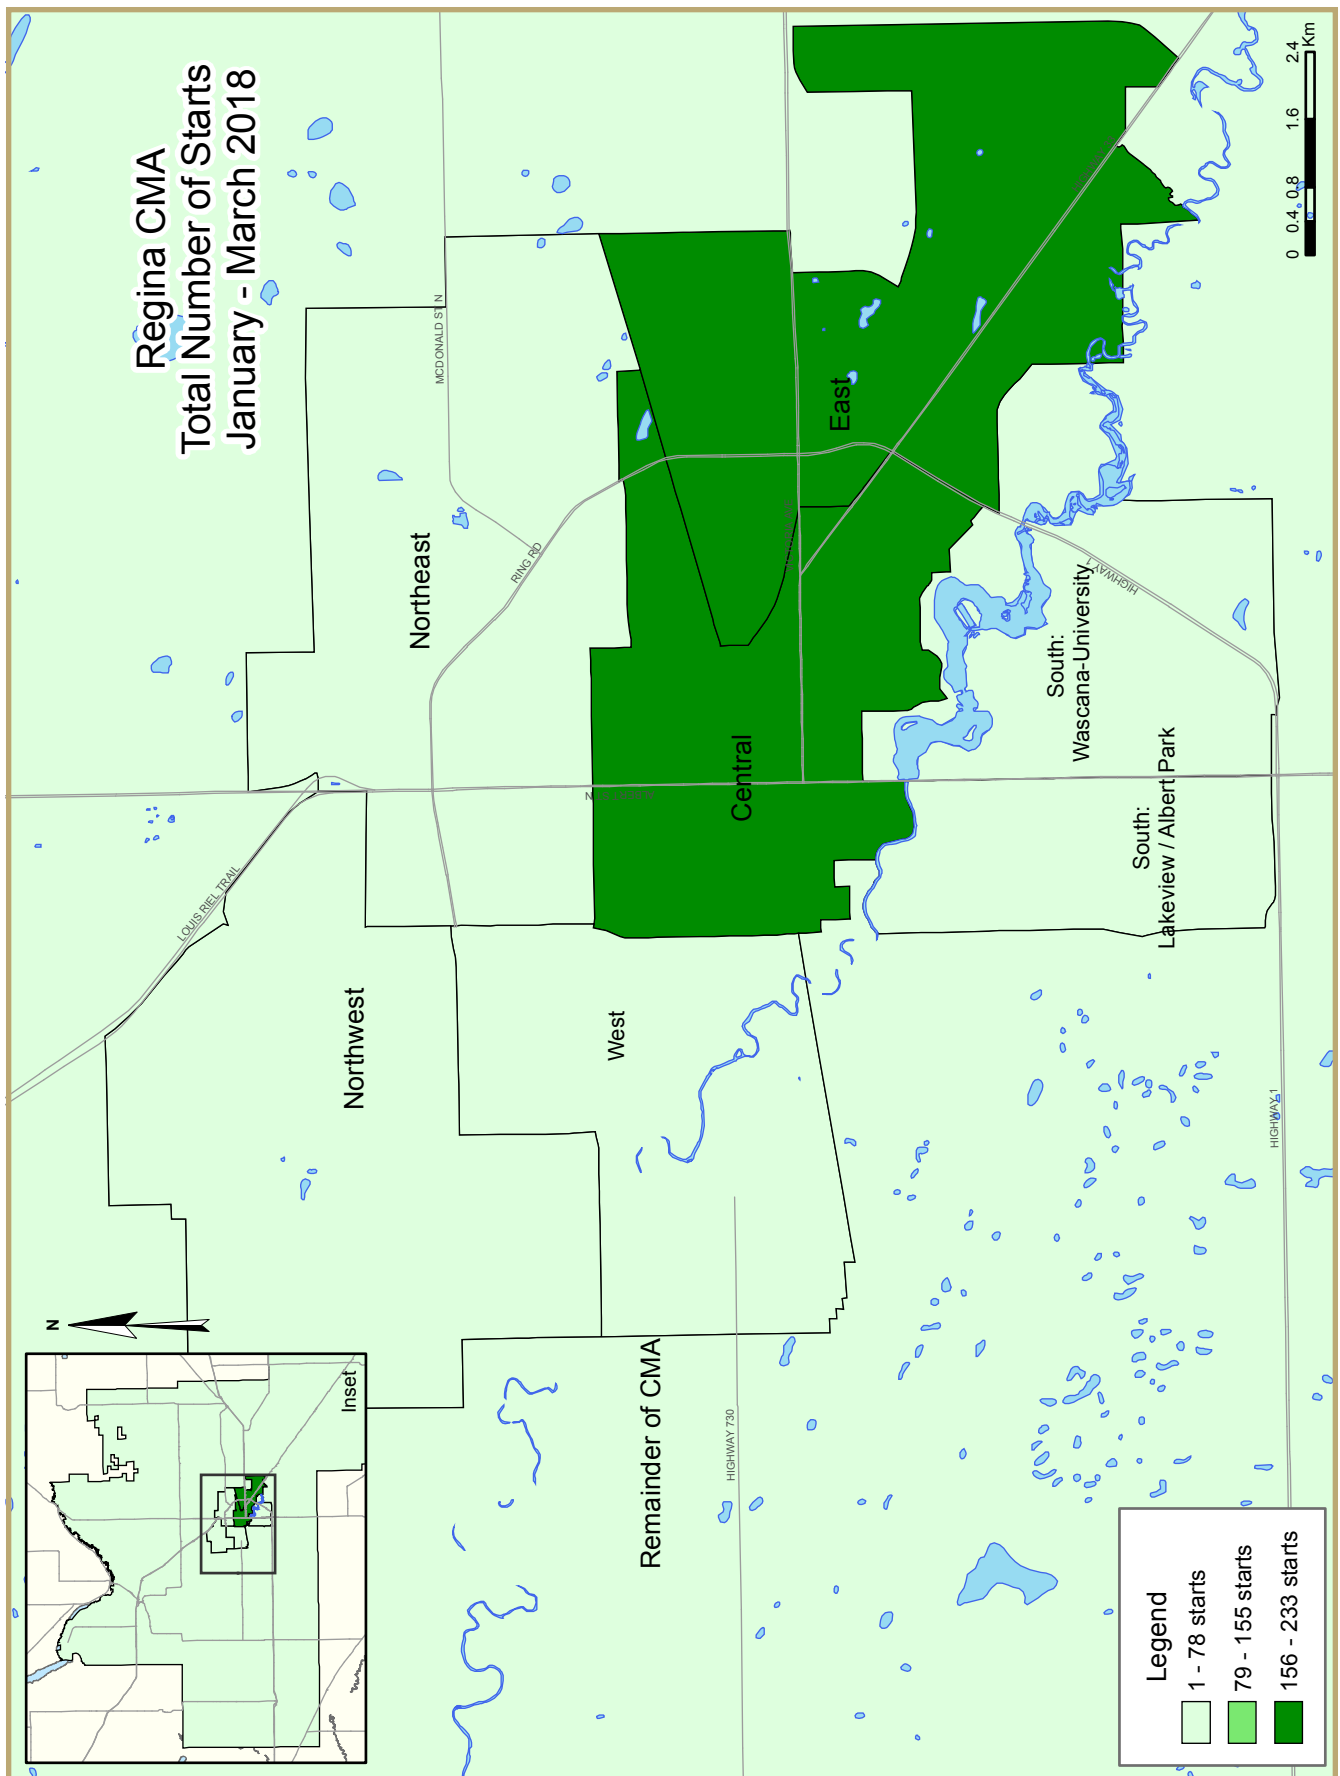 Regina CMA
Total Number of Starts
January - March 2018
N
Inset
LOUIS RIEL TRAIL
MCDONALD ST N
RING RD
Northwest
Northeast
West
Central
East
Remainder of CMA
HIGHWAY 730
South:
Wascana-University
South:
Lakeview / Albert Park
HIGHWAY 1
HIGHWAY 1
Legend
1 - 78 starts
79 - 155 starts
156 - 233 starts
0 0.4 0.8 1.6 2.4
Km